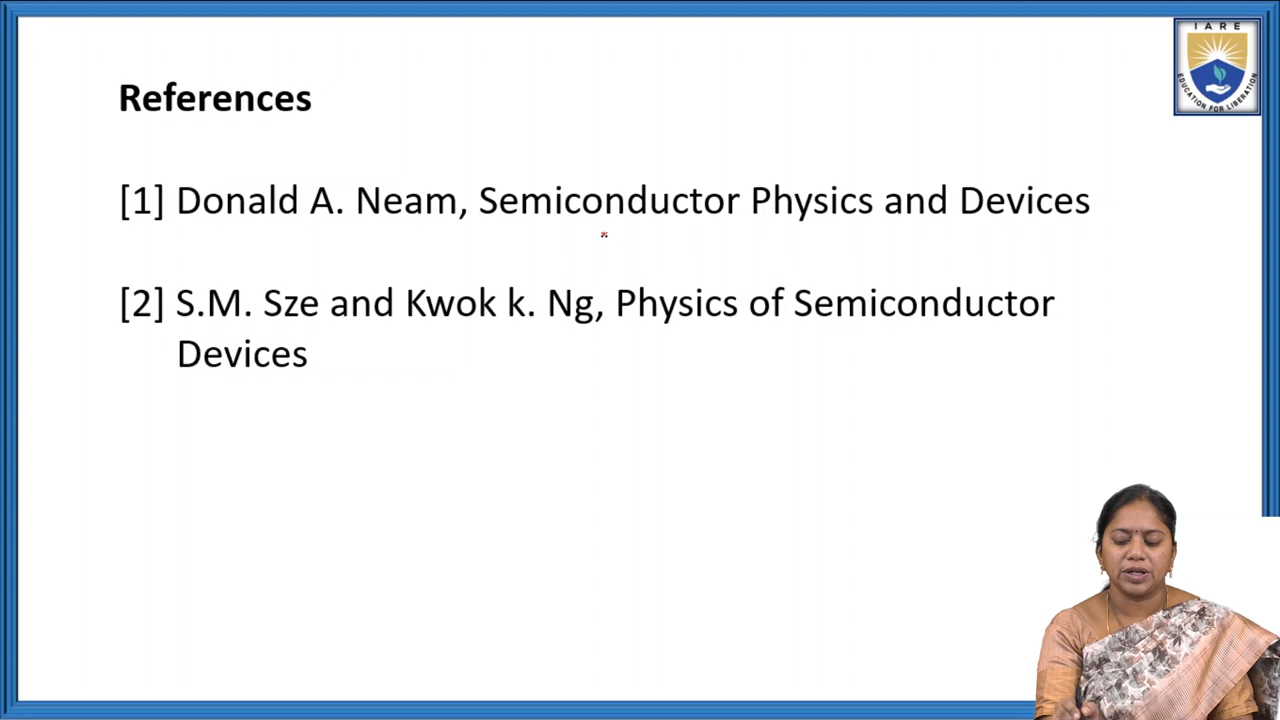 IARE
EDUCATION FOR LIBERATION
References
[1] Donald A. Neam, Semiconductor Physics and Devices
[2] S.M. Sze and Kwok k. Ng, Physics of Semiconductor
Devices